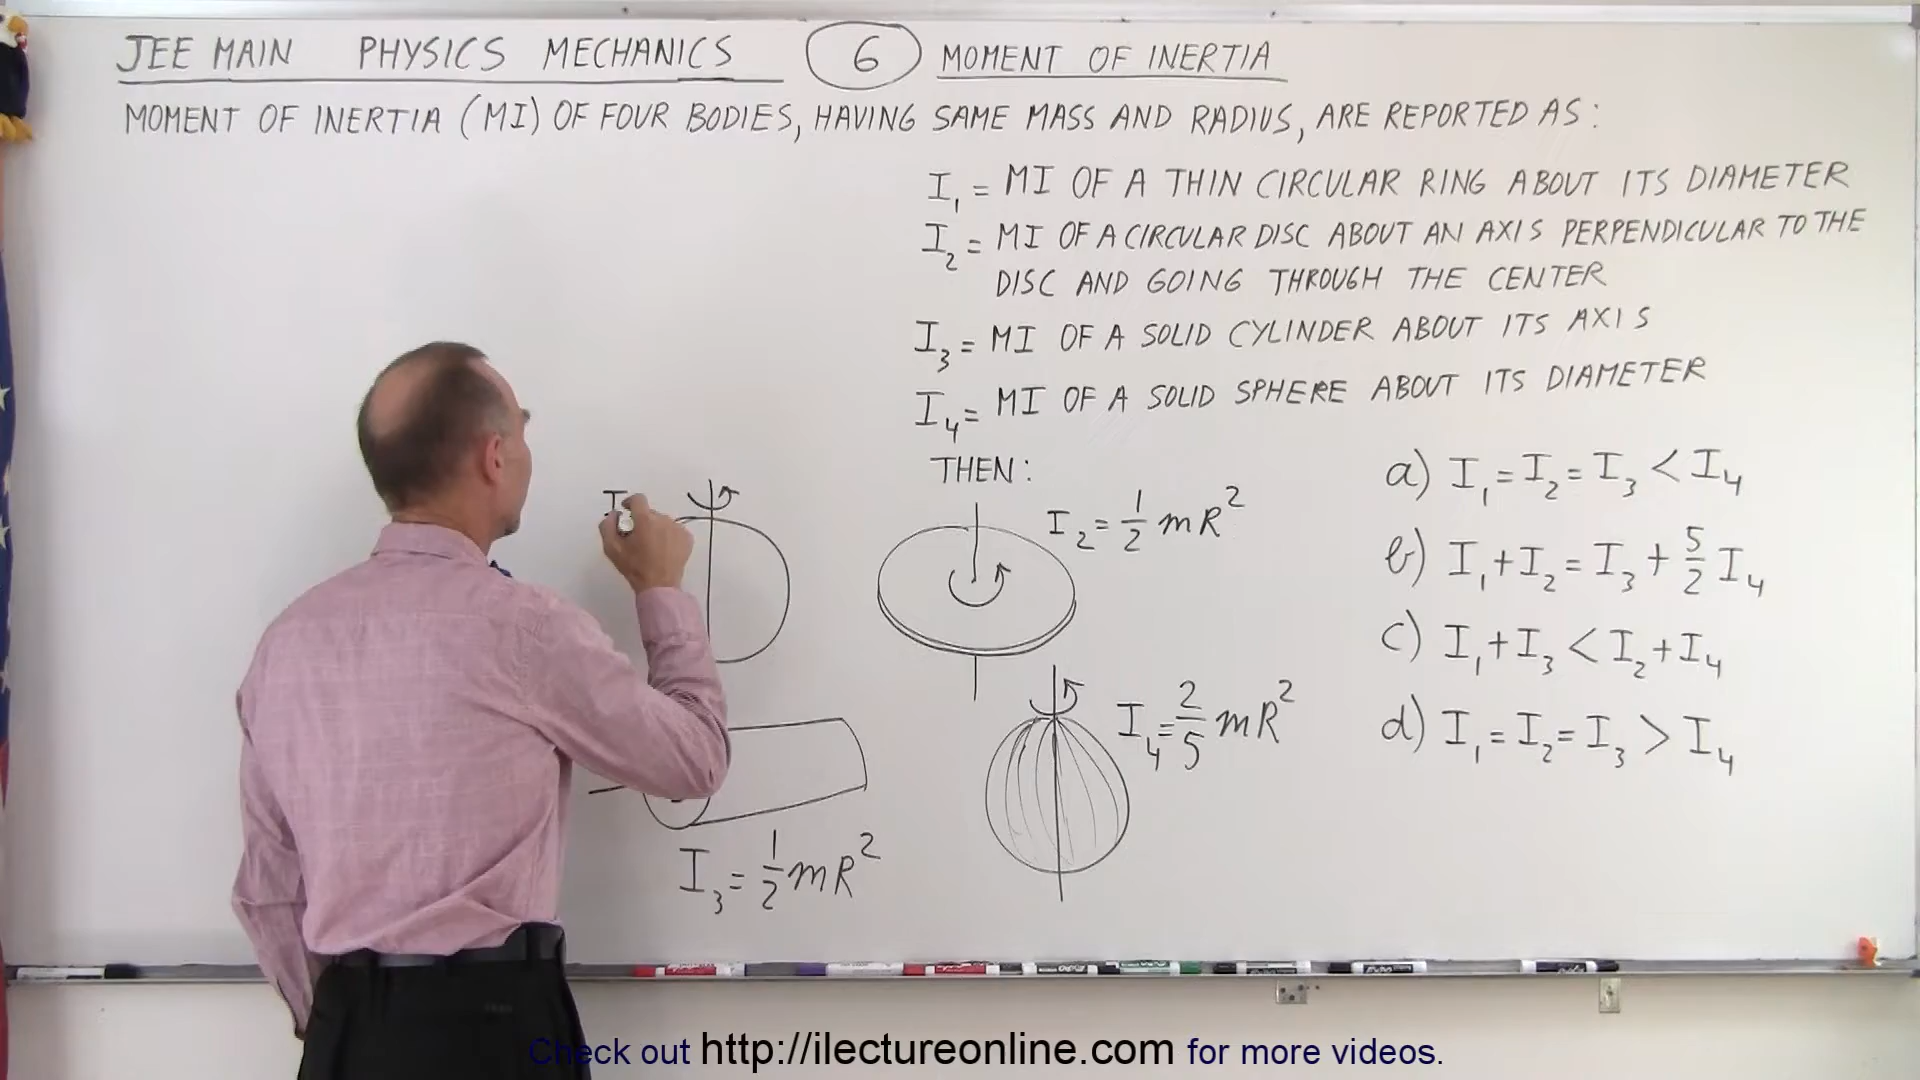 JEE MAIN PHYSICS MECHANICS 6 MOMENT OF INERTIA
MOMENT OF INERTIA (MI) OF FOUR BODIES, HAVING SAME MASS AND RADIUS, ARE REPORTED AS:
I₁ = MI OF A THIN CIRCULAR RING ABOUT ITS DIAMETER
I₂ = MI OF A CIRCULAR DISC ABOUT AN AXIS PERPENDICULAR TO THE
DISC AND GOING THROUGH THE CENTER
I₃ = MI OF A SOLID CYLINDER ABOUT ITS AXIS
I₄ = MI OF A SOLID SPHERE ABOUT ITS DIAMETER
THEN:
I
I₂ = 1/2 mR²
I₃ = 1/2 mR²
I₄ = 2/5 mR²
a) I₁ = I₂ = I₃ < I₄
b) I₁ + I₂ = I₃ + 5/2 I₄
c) I₁ + I₃ < I₂ + I₄
d) I₁ = I₂ = I₃ > I₄
Check out http://ilectureonline.com for more videos.